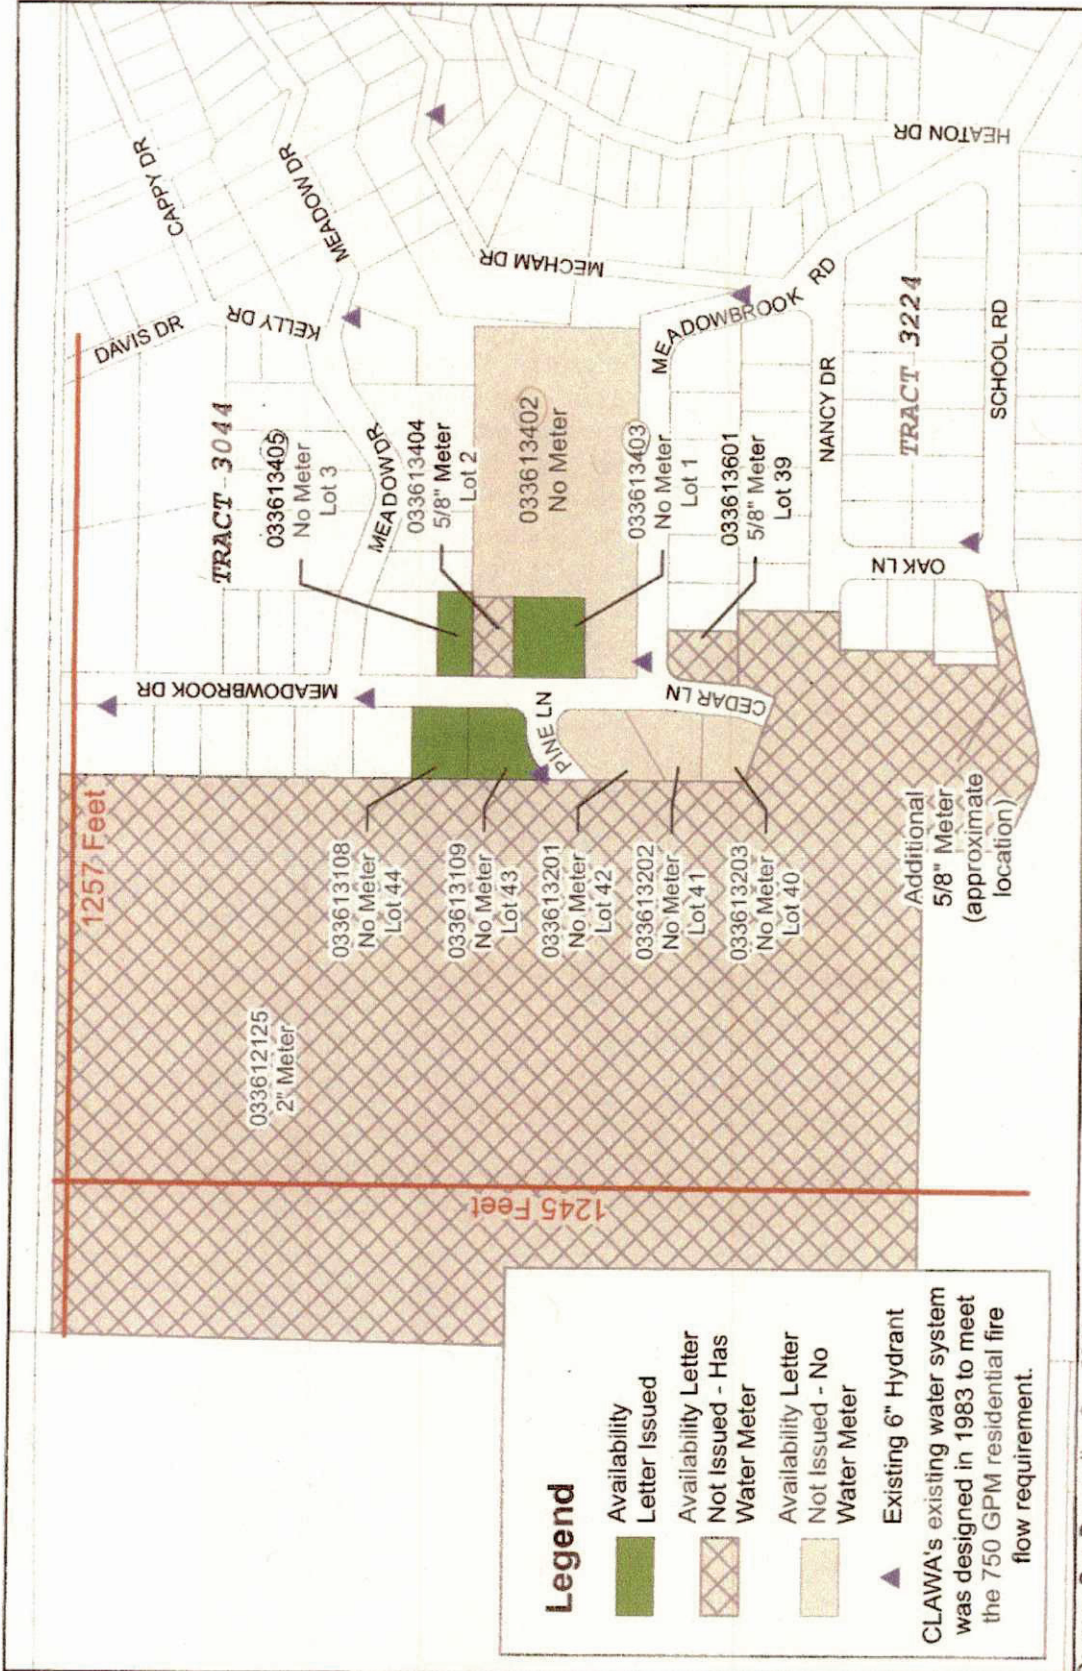 CAPPY DR
MEADOW DR
DAVIS DR
KELLY DR
MECHAM DR
HEATON DR
TRACT 3044
033613405
No Meter
Lot 3
MEADOW DR
033613404
5/8" Meter
Lot 2
033613402
No Meter
033613403
No Meter
Lot 1
033613601
5/8" Meter
Lot 39
MEADOWBROOK RD
NANCY DR
TRACT 3224
SCHOOL RD
OAK LN
MEADOWBROOK DR
PINE LN
CEDAR LN
1257 Feet
033612125
2" Meter
033613108
No Meter
Lot 44
033613109
No Meter
Lot 43
033613201
No Meter
Lot 42
033613202
No Meter
Lot 41
033613203
No Meter
Lot 40
Additional
5/8" Meter
(approximate
location)
1245 Feet
Legend
Availability
Letter Issued
Availability Letter
Not Issued - Has
Water Meter
Availability Letter
Not Issued - No
Water Meter
Existing 6" Hydrant
CLAWA's existing water system
was designed in 1983 to meet
the 750 GPM residential fire
flow requirement.